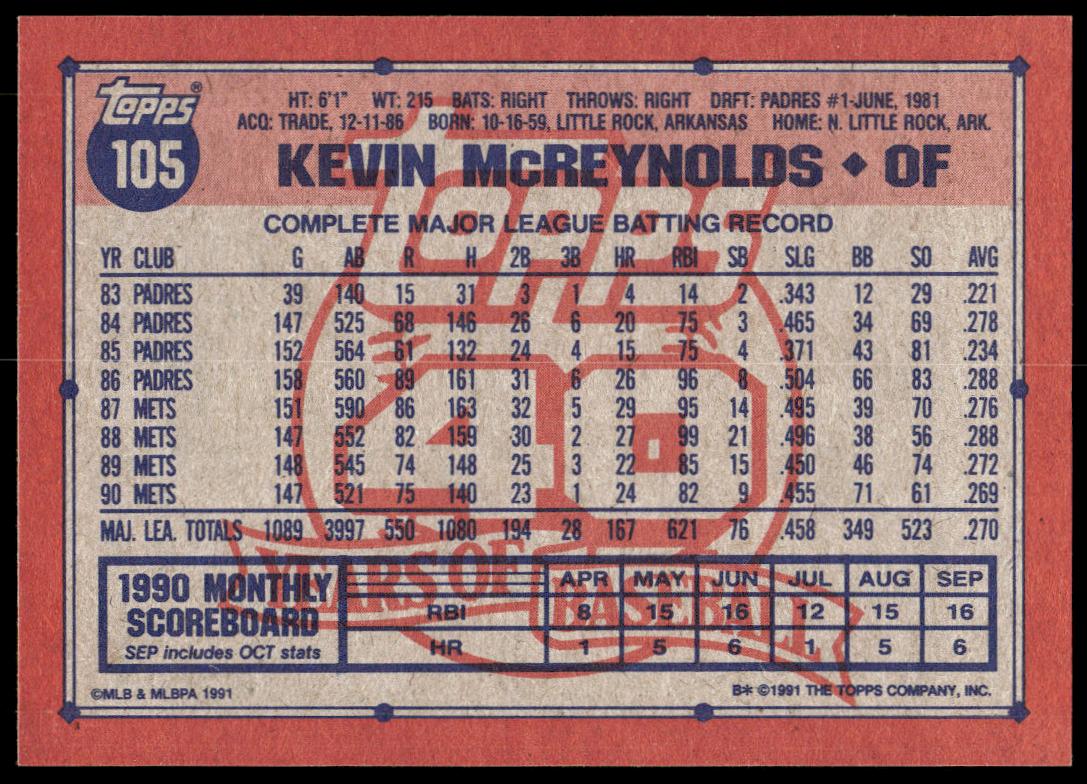 Topps®
105
HT: 6'1" WT: 215 BATS: RIGHT THROWS: RIGHT DRFT: PADRES #1-JUNE, 1981
ACQ: TRADE, 12-11-86 BORN: 10-16-59, LITTLE ROCK, ARKANSAS HOME: N. LITTLE ROCK, ARK.
KEVIN McREYNOLDS ◆ OF
COMPLETE MAJOR LEAGUE BATTING RECORD
YR CLUB G AB R H 2B 3B HR RBI SB SLG BB SO AVG
83 PADRES 39 140 15 31 3 1 4 14 2 .343 12 29 .221
84 PADRES 147 525 68 146 26 6 20 75 3 .465 34 69 .278
85 PADRES 152 564 61 132 24 4 15 75 4 .371 43 81 .234
86 PADRES 158 560 89 161 31 6 26 96 8 .504 66 83 .288
87 METS 151 590 86 163 32 5 29 95 14 .495 39 70 .276
88 METS 147 552 82 159 30 2 27 99 21 .496 38 56 .288
89 METS 148 545 74 148 25 3 22 85 15 .450 46 74 .272
90 METS 147 521 75 140 23 1 24 82 9 .455 71 61 .269
MAJ. LEA. TOTALS 1089 3997 550 1080 194 28 167 621 76 .458 349 523 .270
Topps
40
YEARS OF BASEBALL
1990 MONTHLY
SCOREBOARD
SEP includes OCT stats
APR MAY JUN JUL AUG SEP
RBI 8 15 16 12 15 16
HR 1 5 6 1 5 6
©MLB & MLBPA 1991
B* ©1991 THE TOPPS COMPANY, INC.